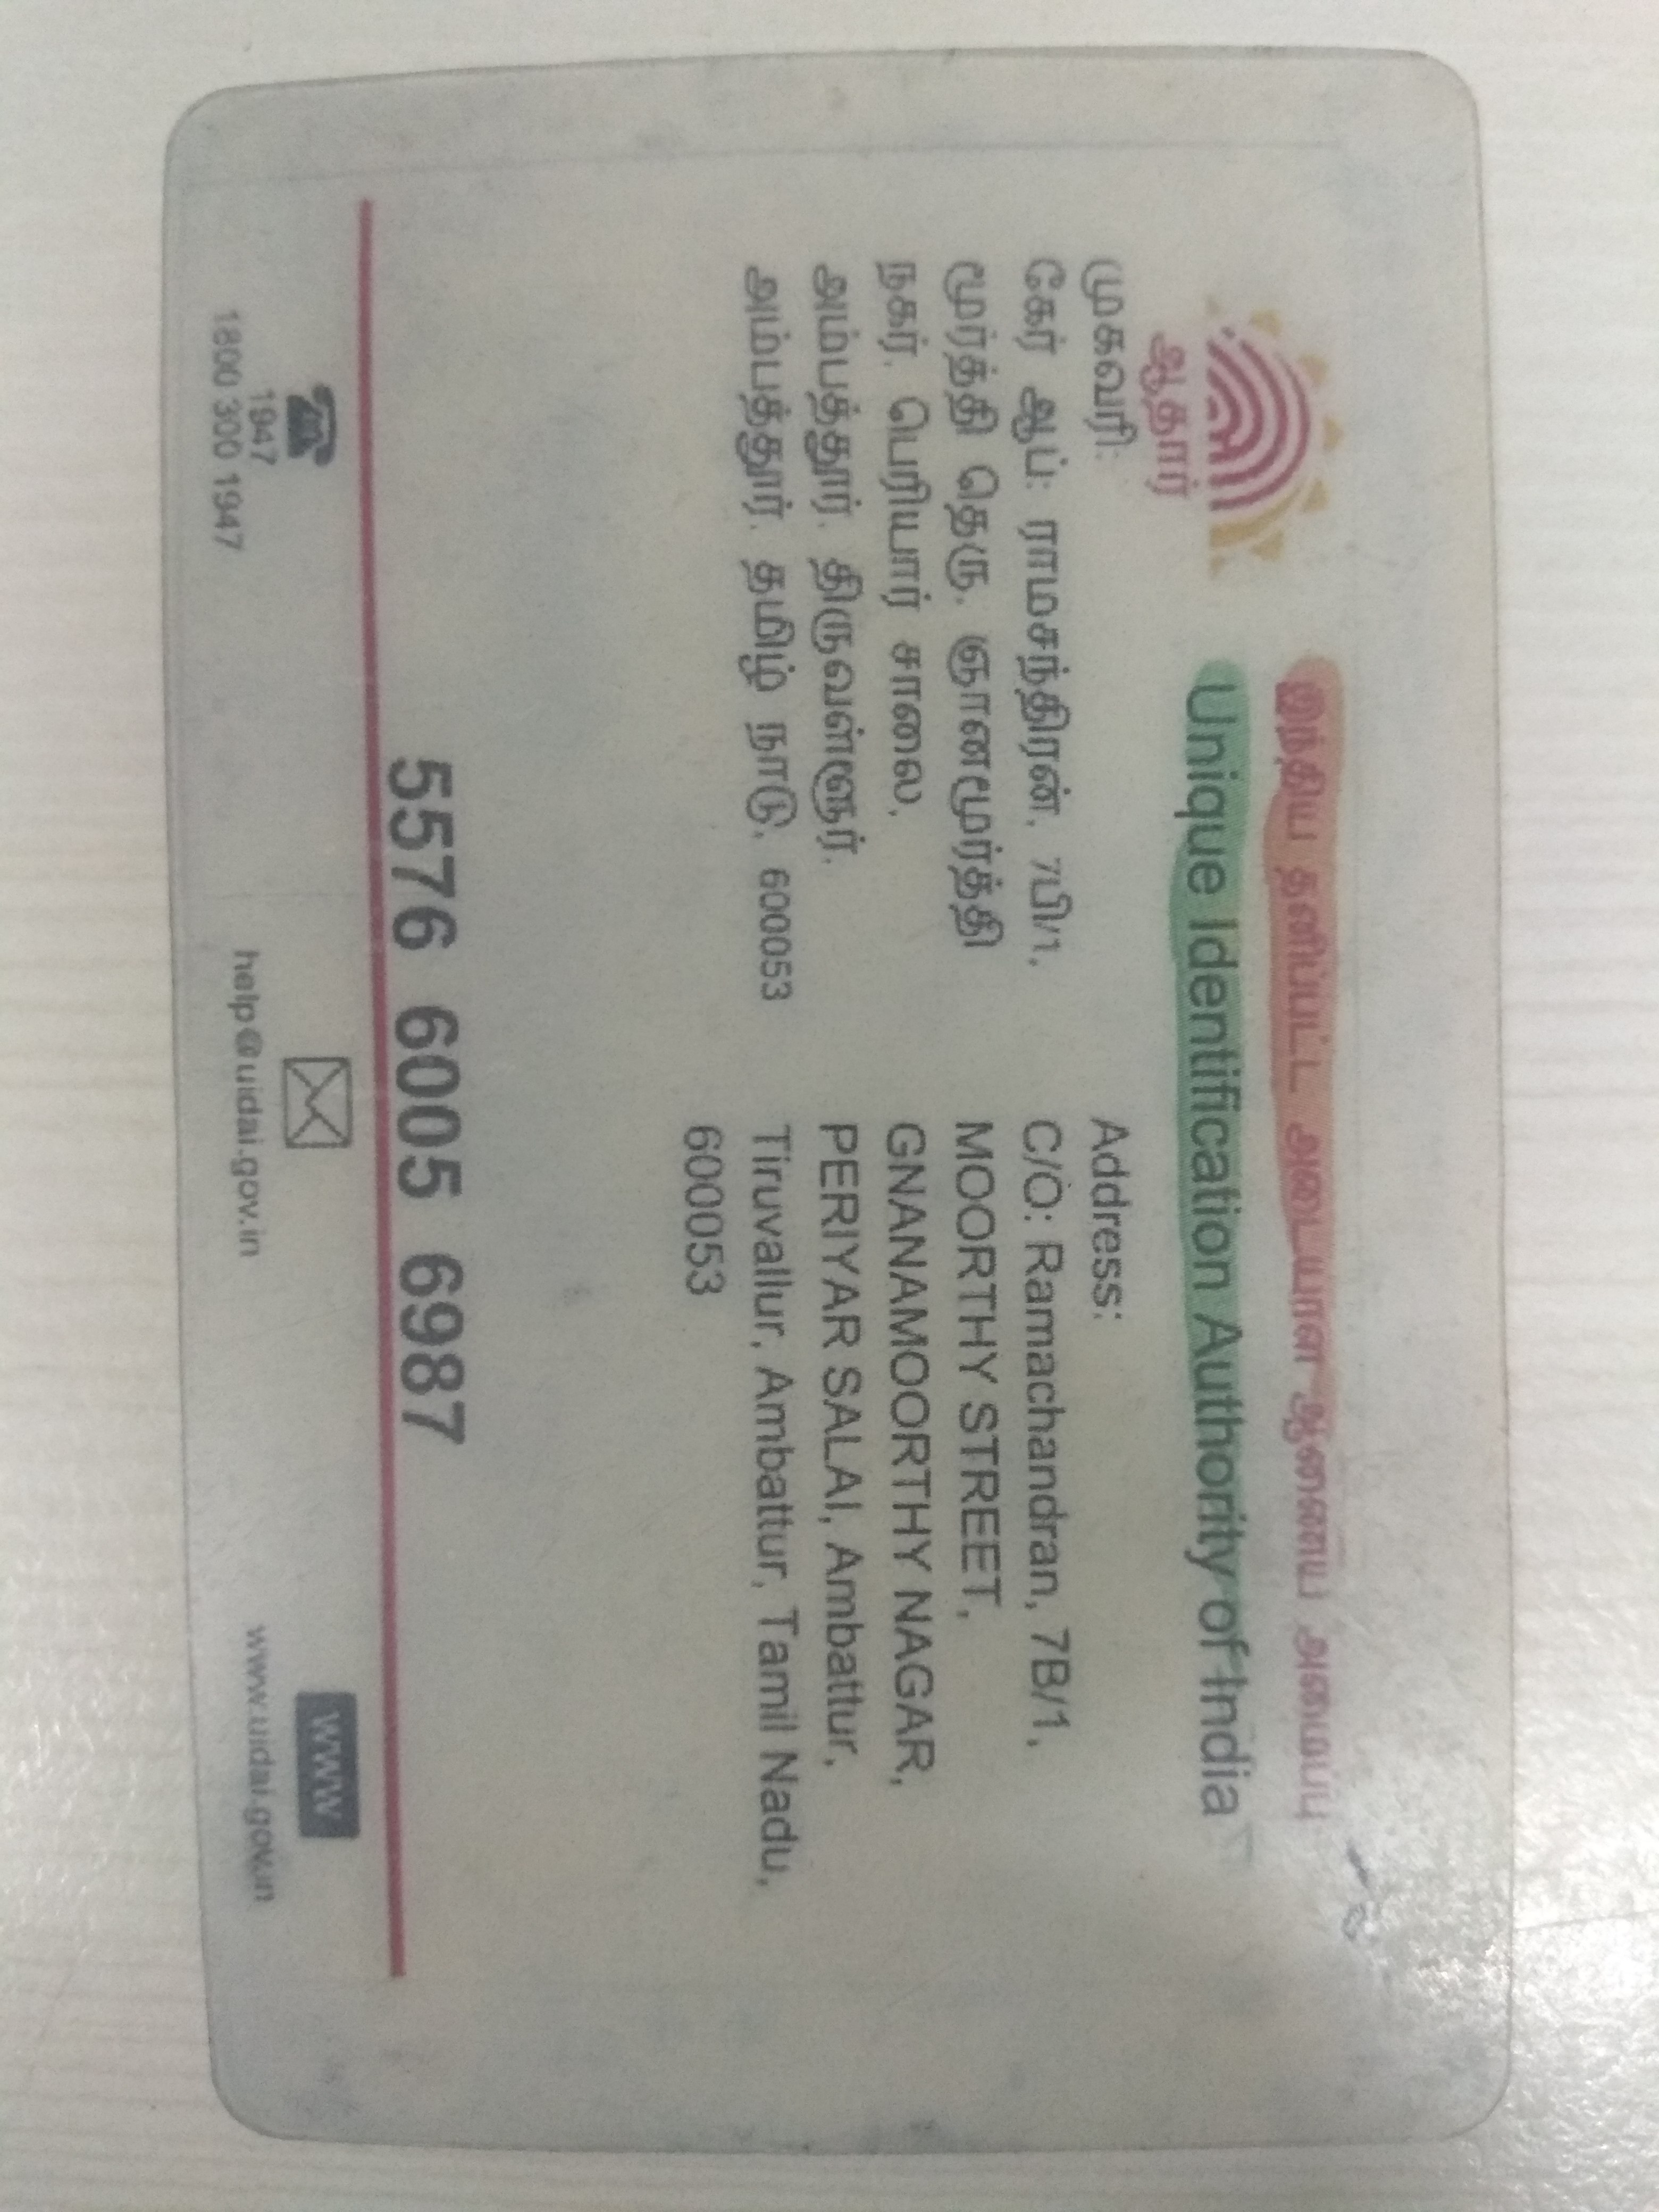 இந்திய தனிப்பட்ட அடையாள ஆணைய அமைப்பு
Unique Identification Authority of India
ஆதார்
முகவரி:
கேர் ஆப்: ராமசந்திரன், 7பி/1,
மூர்த்தி தெரு, ஞானமூர்த்தி
நகர், பெரியார் சாலை,
அம்பத்தூர், திருவள்ளூர்,
அம்பத்தூர், தமிழ் நாடு, 600053
Address:
C/O: Ramachandran, 7B/1,
MOORTHY STREET,
GNANAMOORTHY NAGAR,
PERIYAR SALAI, Ambattur,
Tiruvallur, Ambattur, Tamil Nadu,
600053
5576 6005 6987
1947
1800 300 1947
help@uidai.gov.in
www
www.uidai.gov.in